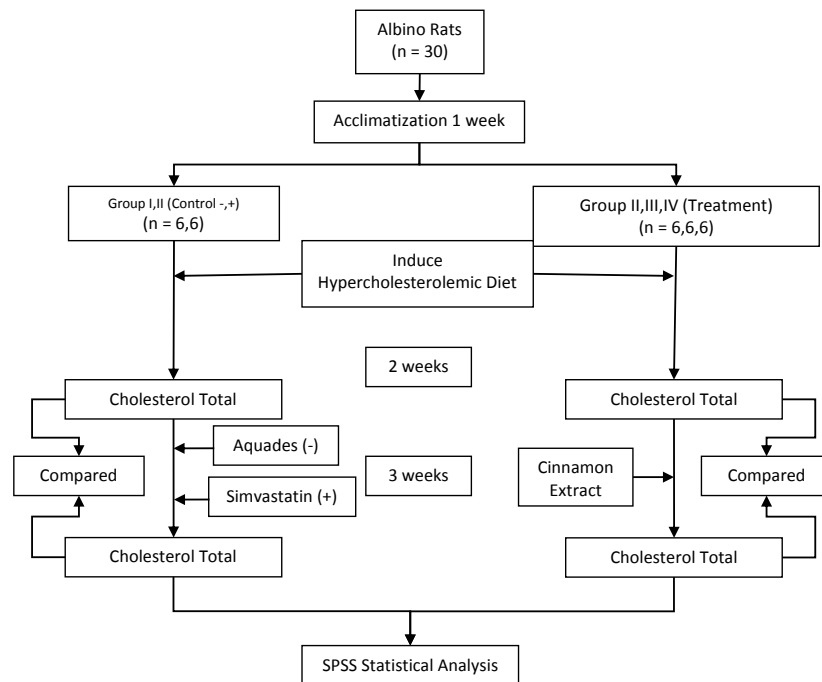 Albino Rats
(n = 30)
Acclimatization 1 week
Group I,II (Control -,+)
(n = 6,6)
Group II,III,IV (Treatment)
(n = 6,6,6)
Induce
Hypercholesterolemic Diet
2 weeks
Cholesterol Total
Cholesterol Total
Aquades (-)
Compared
3 weeks
Cinnamon
Extract
Compared
Simvastatin (+)
Cholesterol Total
Cholesterol Total
SPSS Statistical Analysis